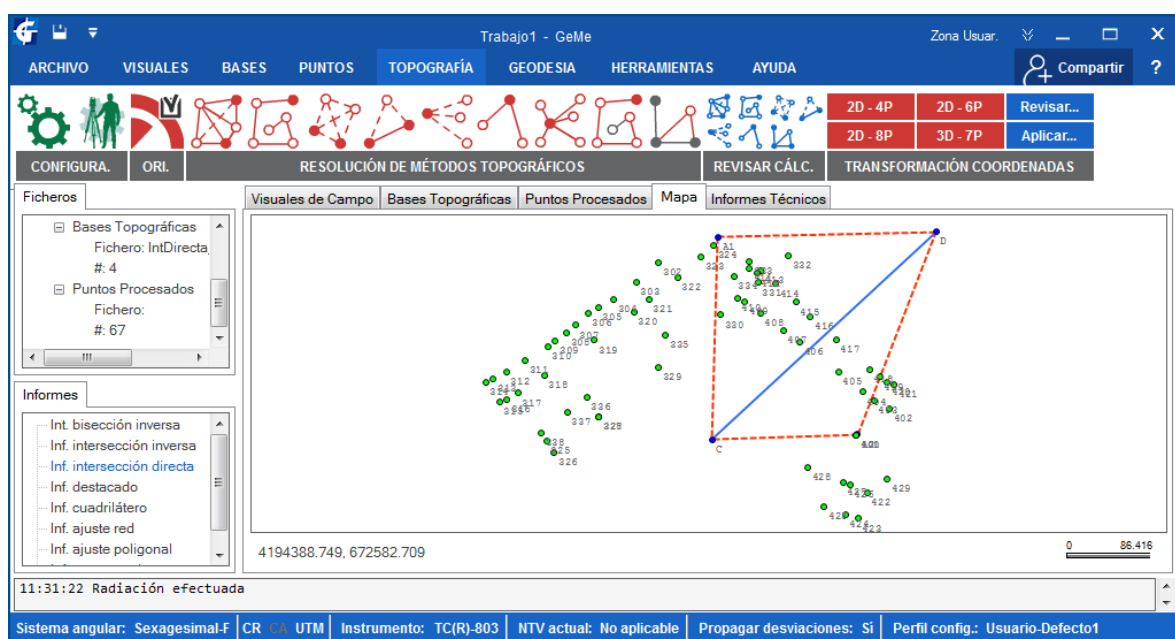 Trabajo1 - GeMe
Zona Usuar.
ARCHIVO VISUALES BASES PUNTOS TOPOGRAFÍA GEODESIA HERRAMIENTAS AYUDA
Compartir ?
2D - 4P 2D - 6P Revisar...
2D - 8P 3D - 7P Aplicar...
CONFIGURA. ORI. RESOLUCIÓN DE MÉTODOS TOPOGRÁFICOS REVISAR CÁLC. TRANSFORMACIÓN COORDENADAS
Ficheros
Bases Topográficas
Fichero: IntDirecta_
#: 4
Puntos Procesados
Fichero:
#: 67
Informes
Int. bisección inversa
Inf. intersección inversa
Inf. intersección directa
Inf. destacado
Inf. cuadrilátero
Inf. ajuste red
Inf. ajuste poligonal
Visuales de Campo Bases Topográficas Puntos Procesados Mapa Informes Técnicos
A1
D
C
324
323
302
322
332
303
334
331
414
304
321
305
320
330
408
415
306
416
407
406
417
335
319
310
309
311
329
405
312
318
317
336
337
402
326
325
428
429
422
423
4194388.749, 672582.709
0 86.416
11:31:22 Radiación efectuada
Sistema angular: Sexagesimal-F CR CA UTM Instrumento: TC(R)-803 NTV actual: No aplicable Propagar desviaciones: Sì Perfil config.: Usuario-Defecto1